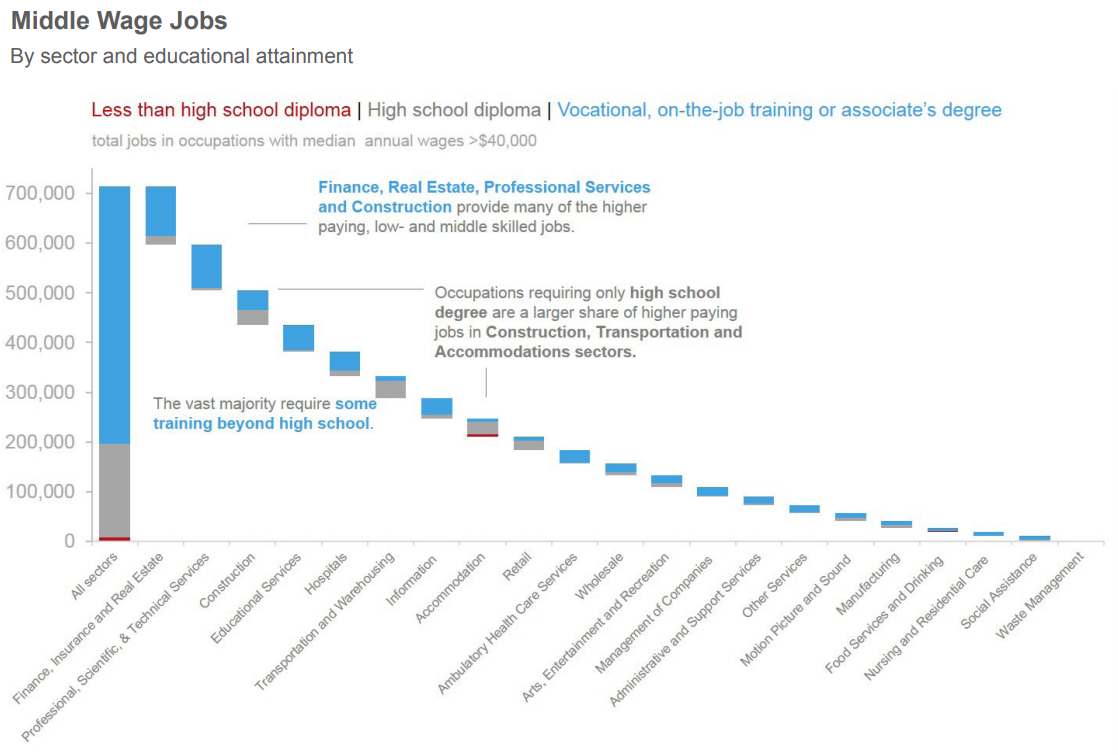 Middle Wage Jobs
By sector and educational attainment
Less than high school diploma | High school diploma | Vocational, on-the-job training or associate's degree
total jobs in occupations with median annual wages >$40,000
700,000
600,000
500,000
400,000
300,000
200,000
100,000
0
Finance, Real Estate, Professional Services
and Construction provide many of the higher
paying, low- and middle skilled jobs.
Occupations requiring only high school
degree are a larger share of higher paying
jobs in Construction, Transportation and
Accommodations sectors.
The vast majority require some
training beyond high school.
All sectors
Finance, Insurance and Real Estate
Professional, Scientific, & Technical Services
Construction
Educational Services
Hospitals
Transportation and Warehousing
Information
Accommodation
Retail
Ambulatory Health Care Services
Wholesale
Arts, Entertainment and Recreation
Management of Companies
Administrative and Support Services
Other Services
Motion Picture and Sound
Manufacturing
Food Services and Drinking
Nursing and Residential Care
Social Assistance
Waste Management